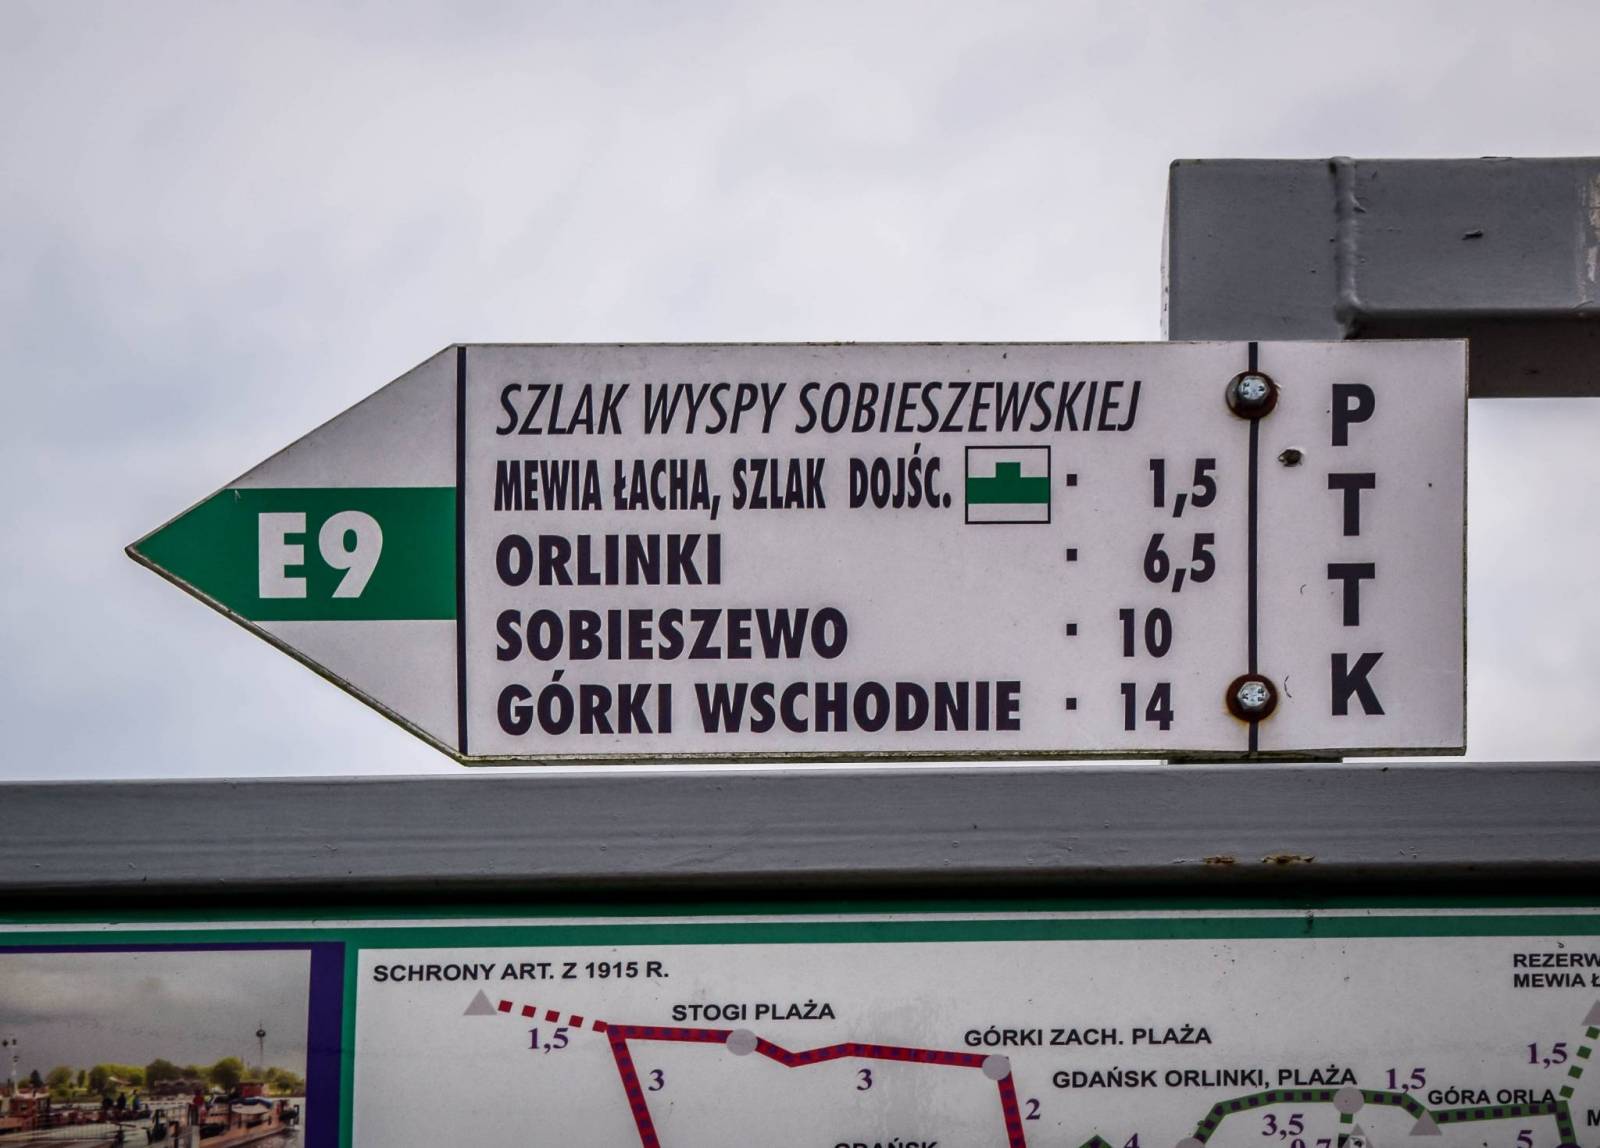 E9
SZLAK WYSPY SOBIESZEWSKIEJ
MEWIA ŁACHA, SZLAK DOJŚC. · 1,5
ORLINKI · 6,5
SOBIESZEWO · 10
GÓRKI WSCHODNIE · 14
PTTK
SCHRONY ART. Z 1915 R.
STOGI PLAŻA
GÓRKI ZACH. PLAŻA
GDAŃSK ORLINKI, PLAŻA
GÓRA ORLA
MEWIA
1,5
3
3
2
1,5
1,5
3,5
5